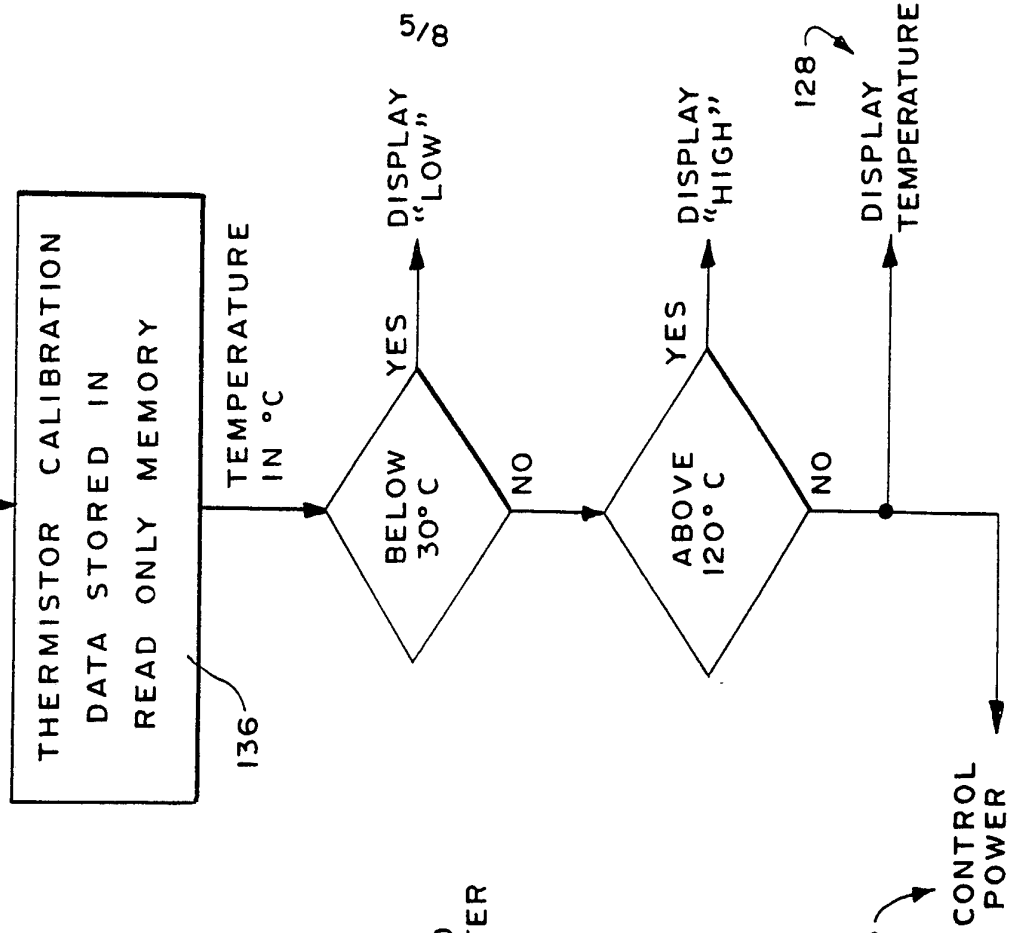 5/8
THERMISTOR CALIBRATION
DATA STORED IN
READ ONLY MEMORY
136
TEMPERATURE
IN °C
BELOW
30°C
YES
DISPLAY
“LOW”
NO
ABOVE
120°C
YES
DISPLAY
“HIGH”
NO
128
DISPLAY
TEMPERATURE
CONTROL
POWER